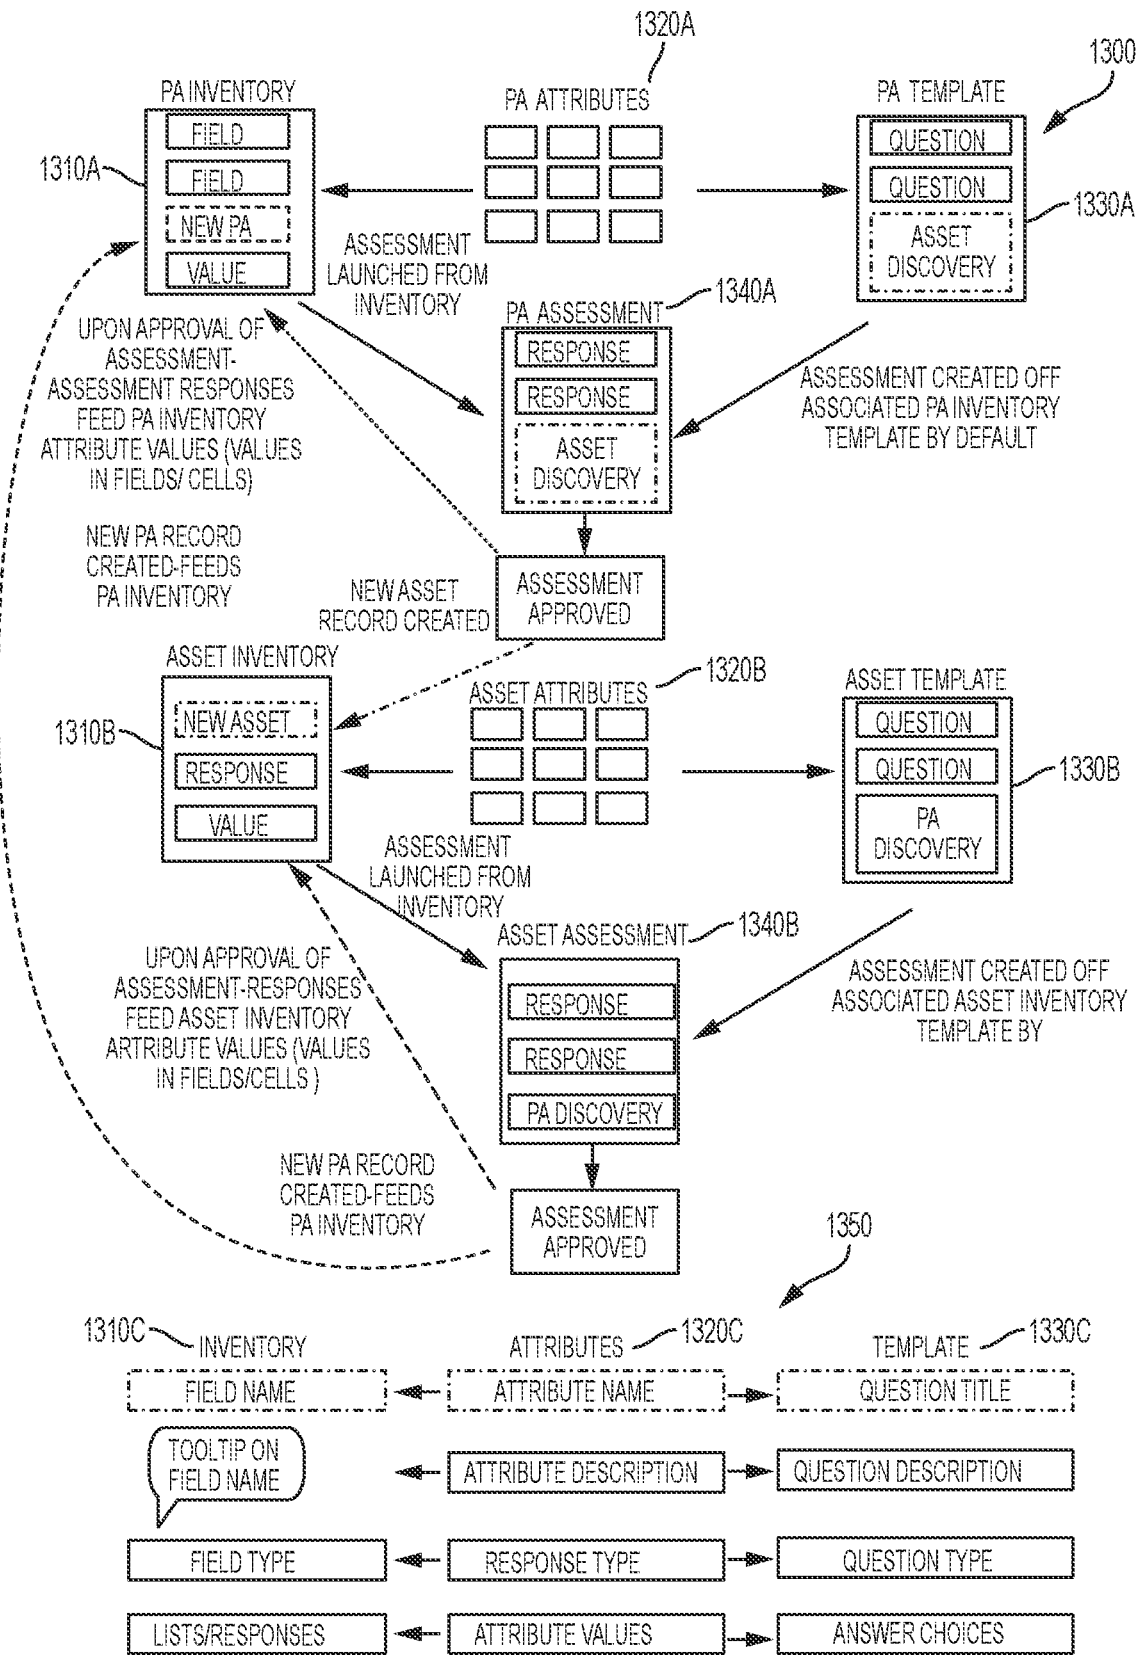 1320A
1300
PA INVENTORY
PA ATTRIBUTES
PA TEMPLATE
FIELD
FIELD
NEW PA
VALUE
1310A
QUESTION
QUESTION
ASSET
DISCOVERY
1330A
ASSESSMENT
LAUNCHED FROM
INVENTORY
1340A
PA ASSESSMENT
RESPONSE
RESPONSE
ASSET
DISCOVERY
UPON APPROVAL OF
ASSESSMENT-
ASSESSMENT RESPONSES
FEED PA INVENTORY
ATTRIBUTE VALUES (VALUES
IN FIELDS/ CELLS)
ASSESSMENT CREATED OFF
ASSOCIATED PA INVENTORY
TEMPLATE BY DEFAULT
NEW PA RECORD
CREATED-FEEDS
PA INVENTORY
NEW ASSET
RECORD CREATED
ASSESSMENT
APPROVED
ASSET INVENTORY
1320B
ASSET ATTRIBUTES
ASSET TEMPLATE
1310B
NEW ASSET
RESPONSE
VALUE
QUESTION
QUESTION
PA
DISCOVERY
1330B
ASSESSMENT
LAUNCHED FROM
INVENTORY
ASSET ASSESSMENT
1340B
RESPONSE
RESPONSE
PA DISCOVERY
UPON APPROVAL OF
ASSESSMENT-RESPONSES
FEED ASSET INVENTORY
ARTRIBUTE VALUES (VALUES
IN FIELDS/CELLS )
ASSESSMENT CREATED OFF
ASSOCIATED ASSET INVENTORY
TEMPLATE BY
NEW PA RECORD
CREATED-FEEDS
PA INVENTORY
ASSESSMENT
APPROVED
1350
1310C
INVENTORY
ATTRIBUTES
1320C
TEMPLATE
1330C
FIELD NAME
ATTRIBUTE NAME
QUESTION TITLE
TOOLTIP ON
FIELD NAME
ATTRIBUTE DESCRIPTION
QUESTION DESCRIPTION
FIELD TYPE
RESPONSE TYPE
QUESTION TYPE
LISTS/RESPONSES
ATTRIBUTE VALUES
ANSWER CHOICES